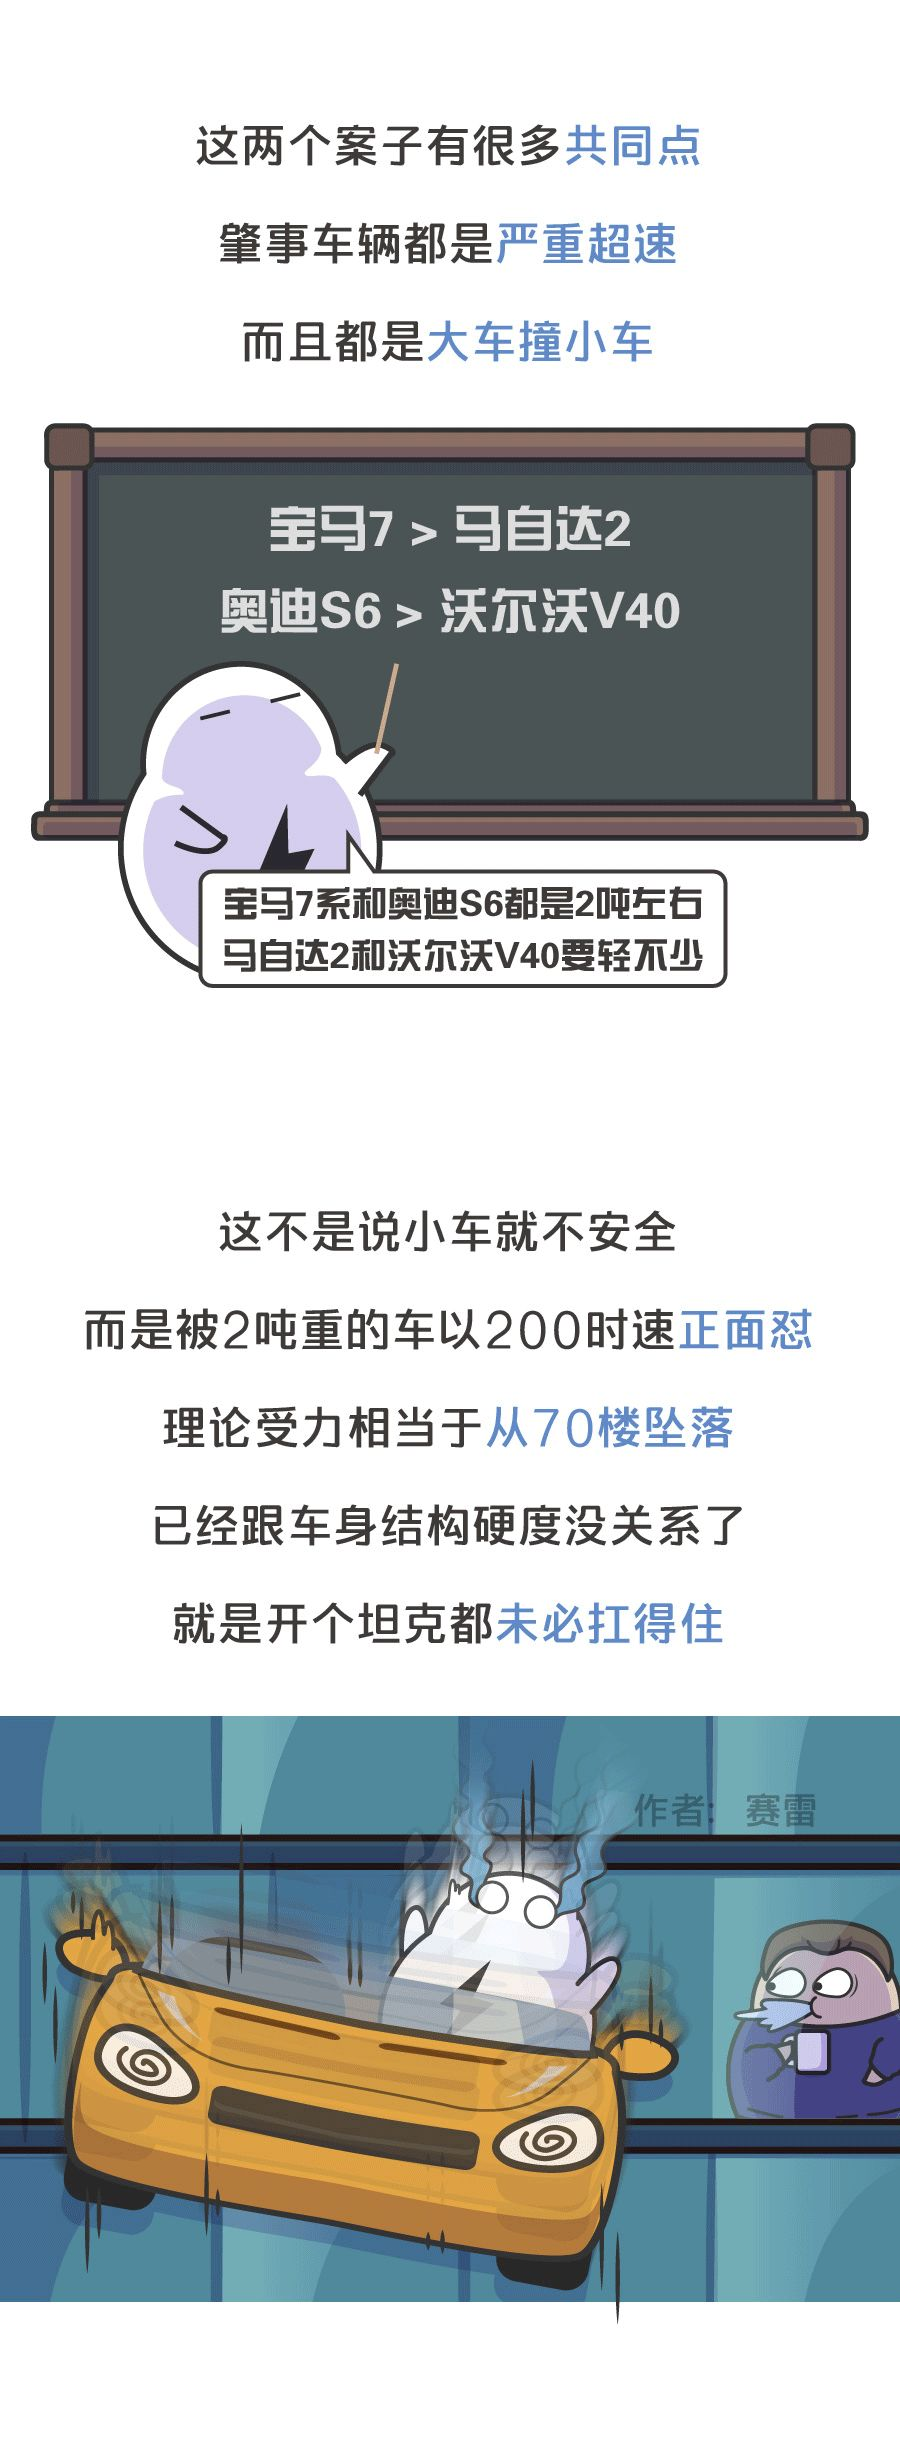 这两个案子有很多共同点
肇事车辆都是严重超速
而且都是大车撞小车
宝马7 > 马自达2
奥迪S6 > 沃尔沃V40
宝马7系和奥迪S6都是2吨左右
马自达2和沃尔沃V40要轻不少
这不是说小车就不安全
而是被2吨重的车以200时速正面怼
理论受力相当于从70楼坠落
已经跟车身结构硬度没关系了
就是开个坦克都未必扛得住
作者: 赛雷